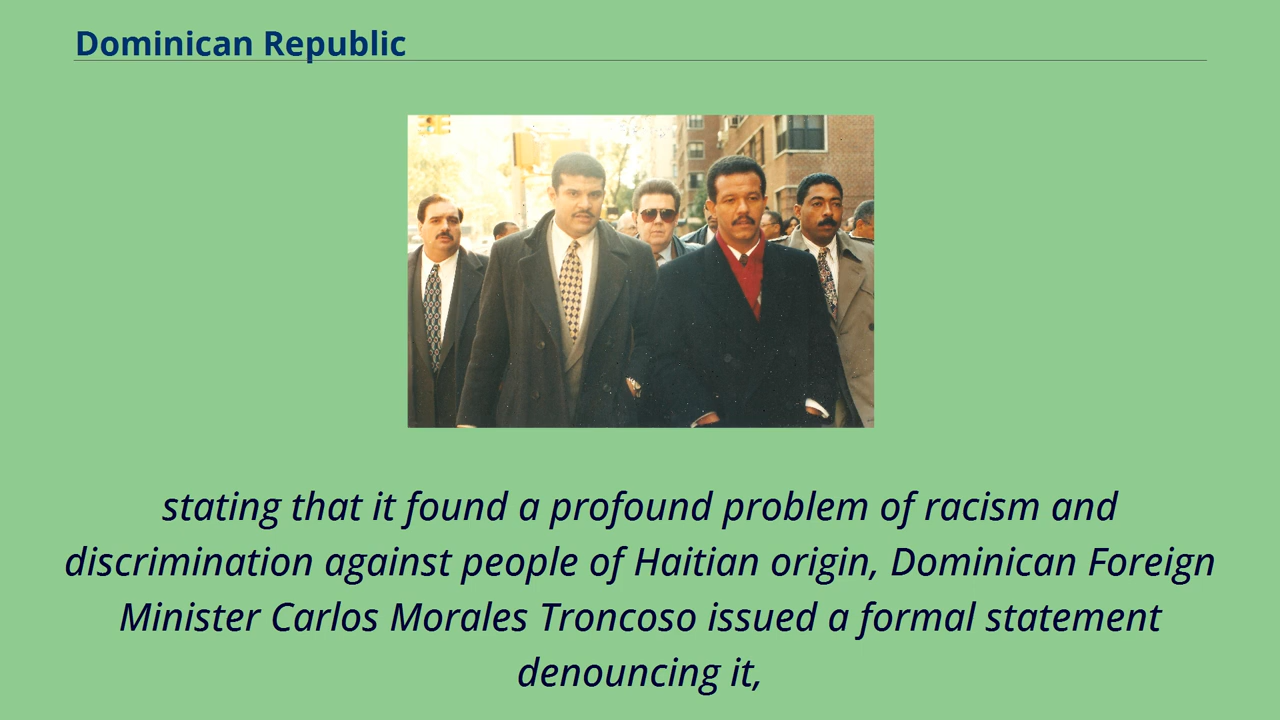 Dominican Republic
stating that it found a profound problem of racism and
discrimination against people of Haitian origin, Dominican Foreign
Minister Carlos Morales Troncoso issued a formal statement
denouncing it,